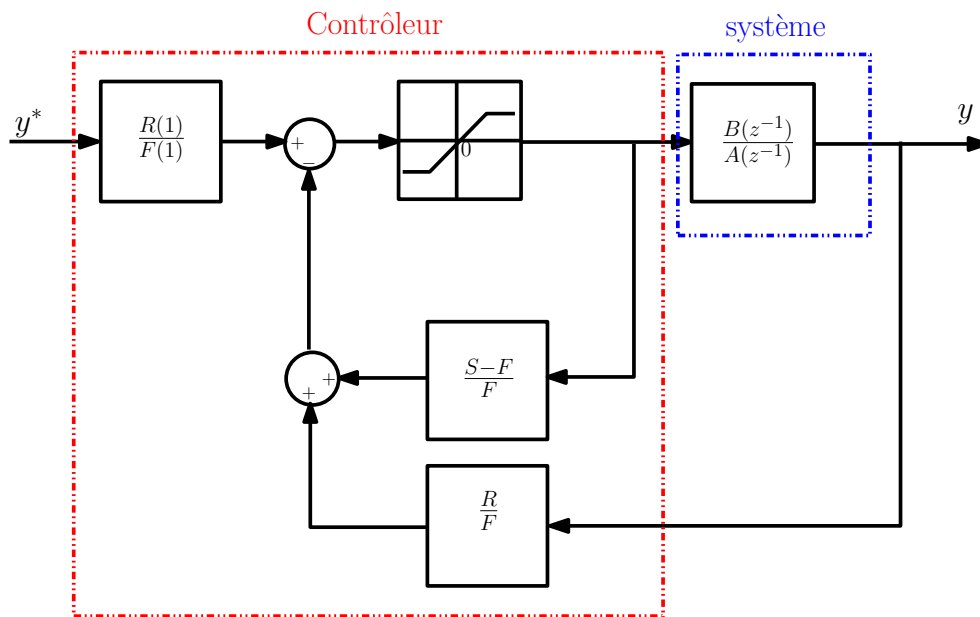 Contrôleur
système
y*
R(1)
F(1)
+
−
0
B(z⁻¹)
A(z⁻¹)
y
S−F
F
+
+
R
F